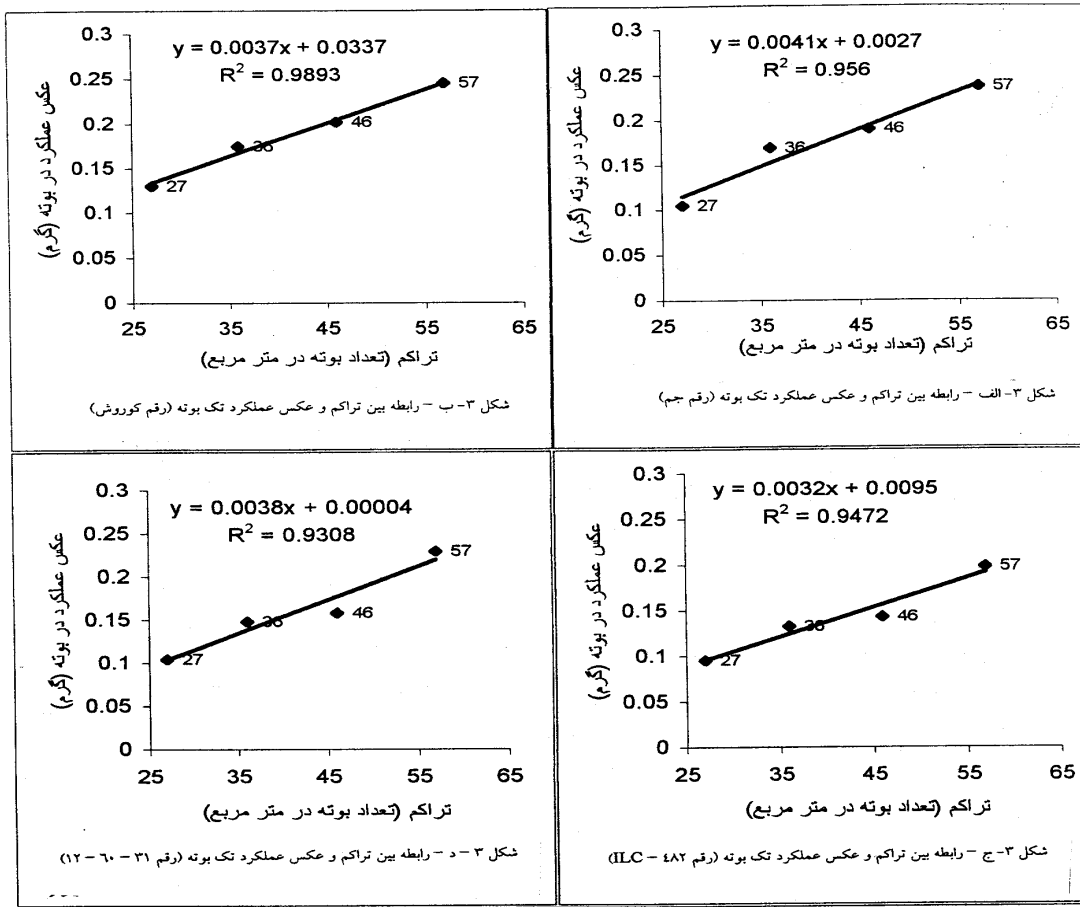 y = 0.0041x + 0.0027
R² = 0.956
عکس عملکرد در بوته (گرم)
0.3
0.25
0.2
0.15
0.1
0.05
0
27
36
46
57
25 35 45 55 65
تراکم (تعداد بوته در متر مربع)
شکل ۳- الف – رابطه بین تراکم و عکس عملکرد تک بوته (رقم جم)
y = 0.0037x + 0.0337
R² = 0.9893
عکس عملکرد در بوته (گرم)
0.3
0.25
0.2
0.15
0.1
0.05
0
27
36
46
57
25 35 45 55 65
تراکم (تعداد بوته در متر مربع)
شکل ۳- ب – رابطه بین تراکم و عکس عملکرد تک بوته (رقم کوروش)
y = 0.0032x + 0.0095
R² = 0.9472
عکس عملکرد در بوته (گرم)
0.3
0.25
0.2
0.15
0.1
0.05
0
27
36
46
57
25 35 45 55 65
تراکم (تعداد بوته در متر مربع)
شکل ۳- ج – رابطه بین تراکم و عکس عملکرد تک بوته (رقم ILC – ٤٨٢)
y = 0.0038x + 0.00004
R² = 0.9308
عکس عملکرد در بوته (گرم)
0.3
0.25
0.2
0.15
0.1
0.05
0
27
36
46
57
25 35 45 55 65
تراکم (تعداد بوته در متر مربع)
شکل ۳ – د – رابطه بین تراکم و عکس عملکرد تک بوته (رقم ۳۱ – ۶۰ – ۱۲)